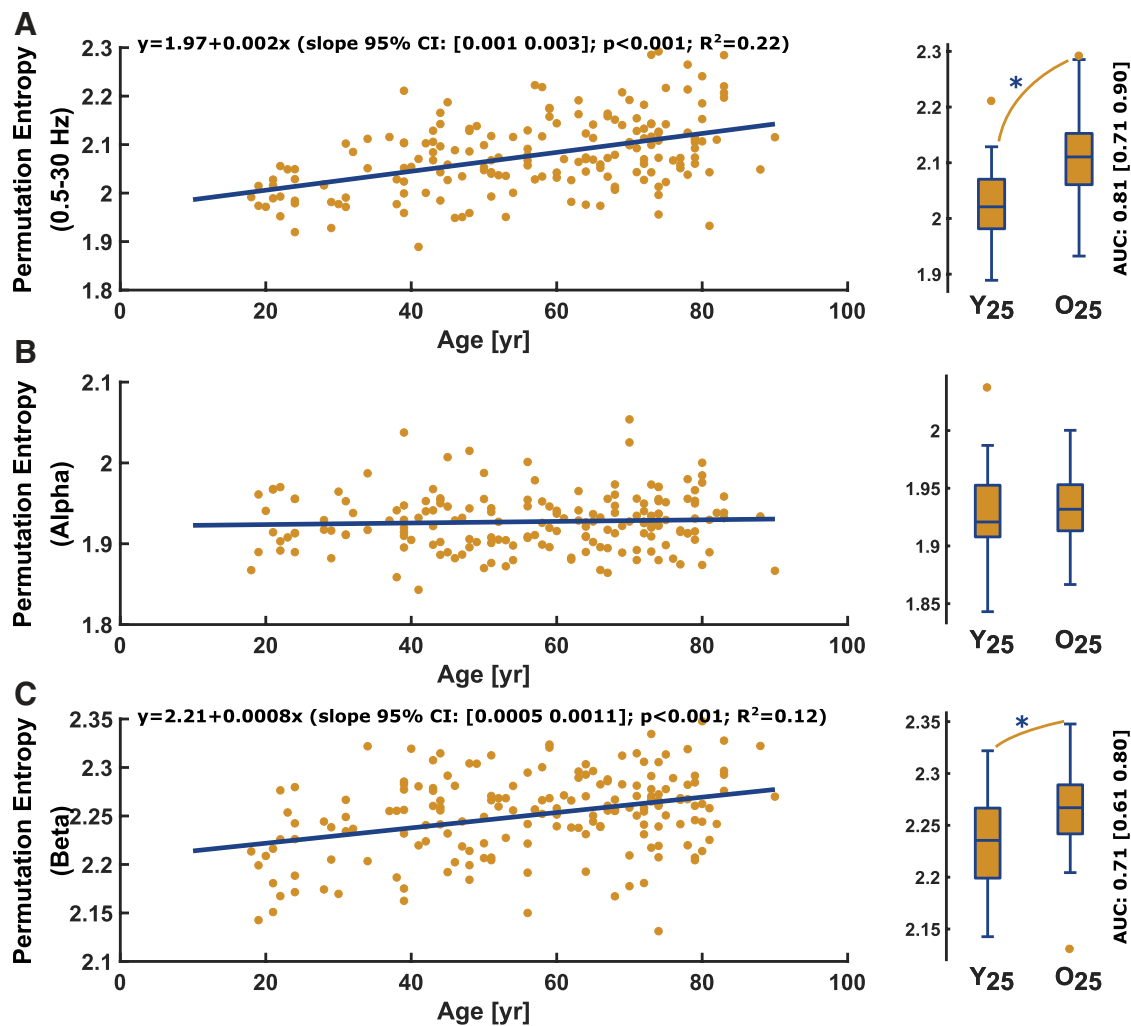 A
Permutation Entropy
(0.5-30 Hz)
y=1.97+0.002x (slope 95% CI: [0.001 0.003]; p<0.001; R²=0.22)
2.3
2.2
2.1
2
1.9
1.8
0 20 40 60 80 100
Age [yr]
2.3
2.2
2.1
2
1.9
*
Y25 O25
AUC: 0.81 [0.71 0.90]
B
Permutation Entropy
(Alpha)
2.1
2
1.9
1.8
0 20 40 60 80 100
Age [yr]
2
1.95
1.9
1.85
Y25 O25
C
Permutation Entropy
(Beta)
y=2.21+0.0008x (slope 95% CI: [0.0005 0.0011]; p<0.001; R²=0.12)
2.35
2.3
2.25
2.2
2.15
2.1
0 20 40 60 80 100
Age [yr]
2.35
2.3
2.25
2.2
2.15
*
Y25 O25
AUC: 0.71 [0.61 0.80]